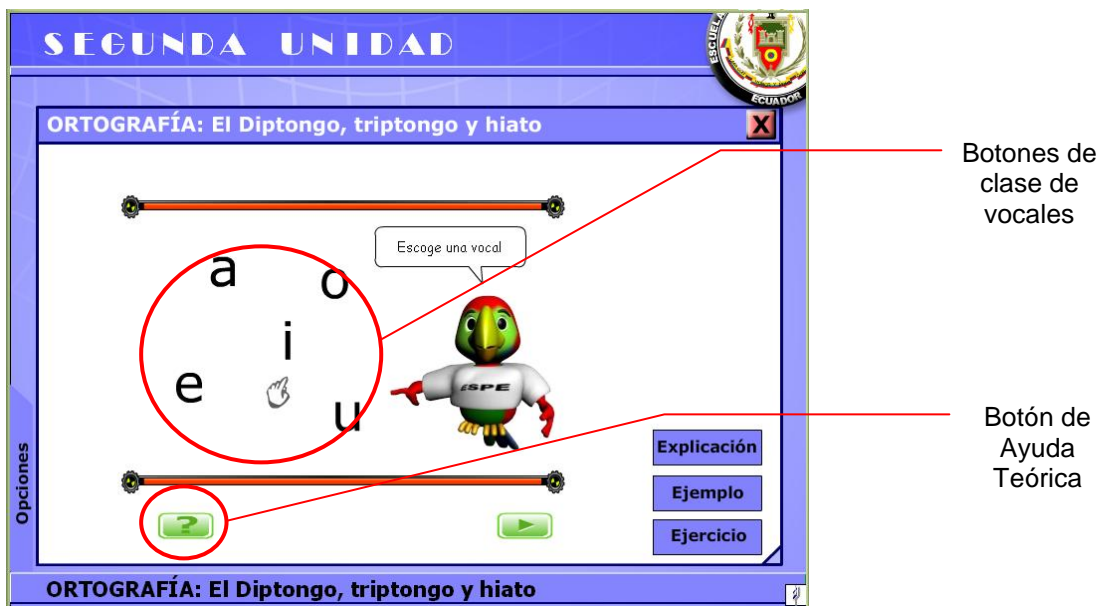 SEGUNDA UNIDAD
ESCUELA
ECUADOR
ORTOGRAFÍA: El Diptongo, triptongo y hiato
X
Botones de
clase de
vocales
Escoge una vocal
a
o
i
e
u
ESPE
Explicación
Ejemplo
Ejercicio
Botón de
Ayuda
Teórica
Opciones
?
ORTOGRAFÍA: El Diptongo, triptongo y hiato